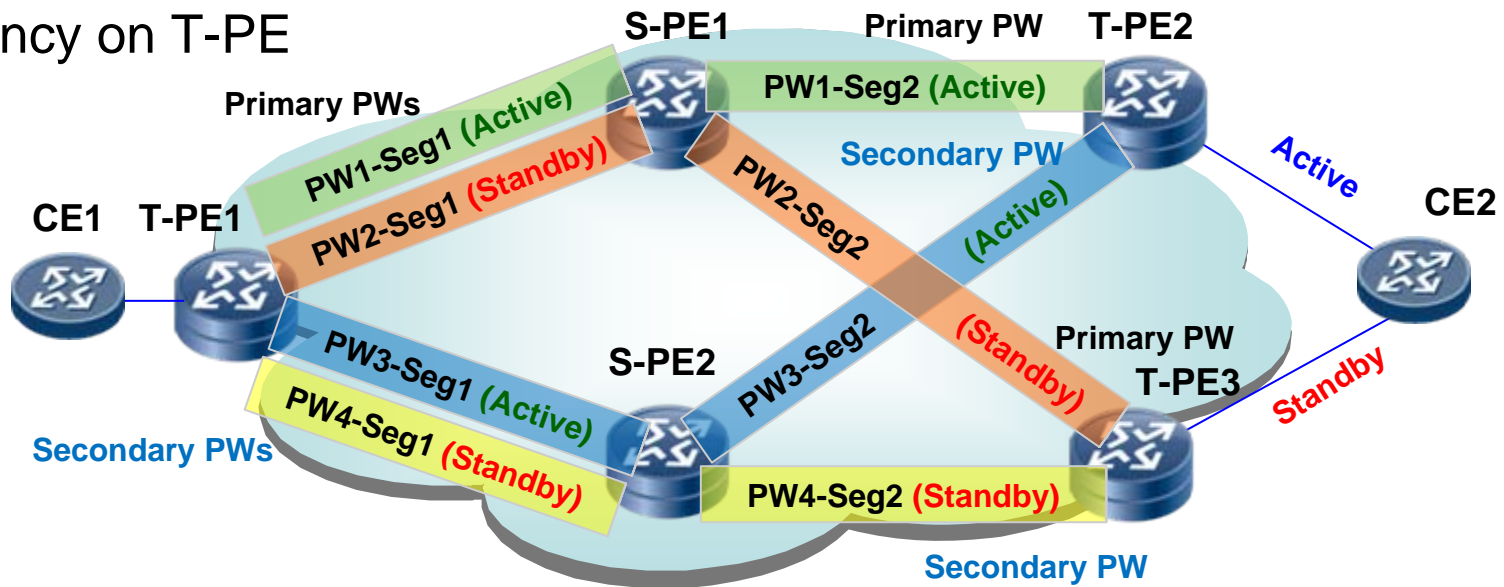 ncy on T-PE
S-PE1
Primary PW
T-PE2
Primary PWs
PW1-Seg1 (Active)
PW1-Seg2 (Active)
PW2-Seg1 (Standby)
Secondary PW
PW2-Seg2
(Active)
Active
CE1
T-PE1
CE2
PW3-Seg1 (Active)
S-PE2
PW3-Seg2
(Standby)
Primary PW
T-PE3
Standby
PW4-Seg1 (Standby)
Secondary PWs
PW4-Seg2 (Standby)
Secondary PW